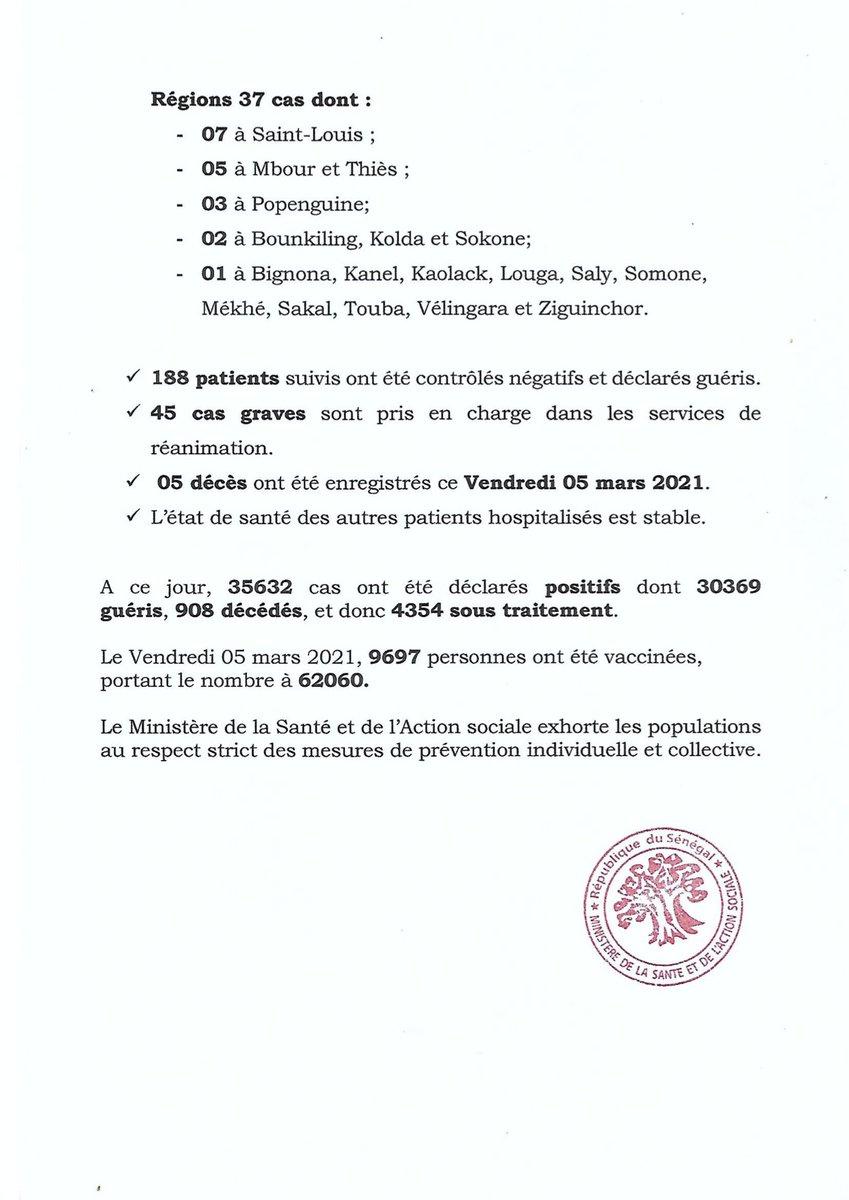 Régions 37 cas dont :
- 07 à Saint-Louis ;
- 05 à Mbour et Thiès ;
- 03 à Popenguine;
- 02 à Bounkiling, Kolda et Sokone;
- 01 à Bignona, Kanel, Kaolack, Louga, Saly, Somone,
Mékhé, Sakal, Touba, Vélingara et Ziguinchor.
✓ 188 patients suivis ont été contrôlés négatifs et déclarés guéris.
✓ 45 cas graves sont pris en charge dans les services de
réanimation.
✓ 05 décès ont été enregistrés ce Vendredi 05 mars 2021.
✓ L’état de santé des autres patients hospitalisés est stable.
A ce jour, 35632 cas ont été déclarés positifs dont 30369
guéris, 908 décédés, et donc 4354 sous traitement.
Le Vendredi 05 mars 2021, 9697 personnes ont été vaccinées,
portant le nombre à 62060.
Le Ministère de la Santé et de l’Action sociale exhorte les populations
au respect strict des mesures de prévention individuelle et collective.
★ République du Sénégal ★
MINISTERE DE LA SANTE ET DE L'ACTION SOCIALE